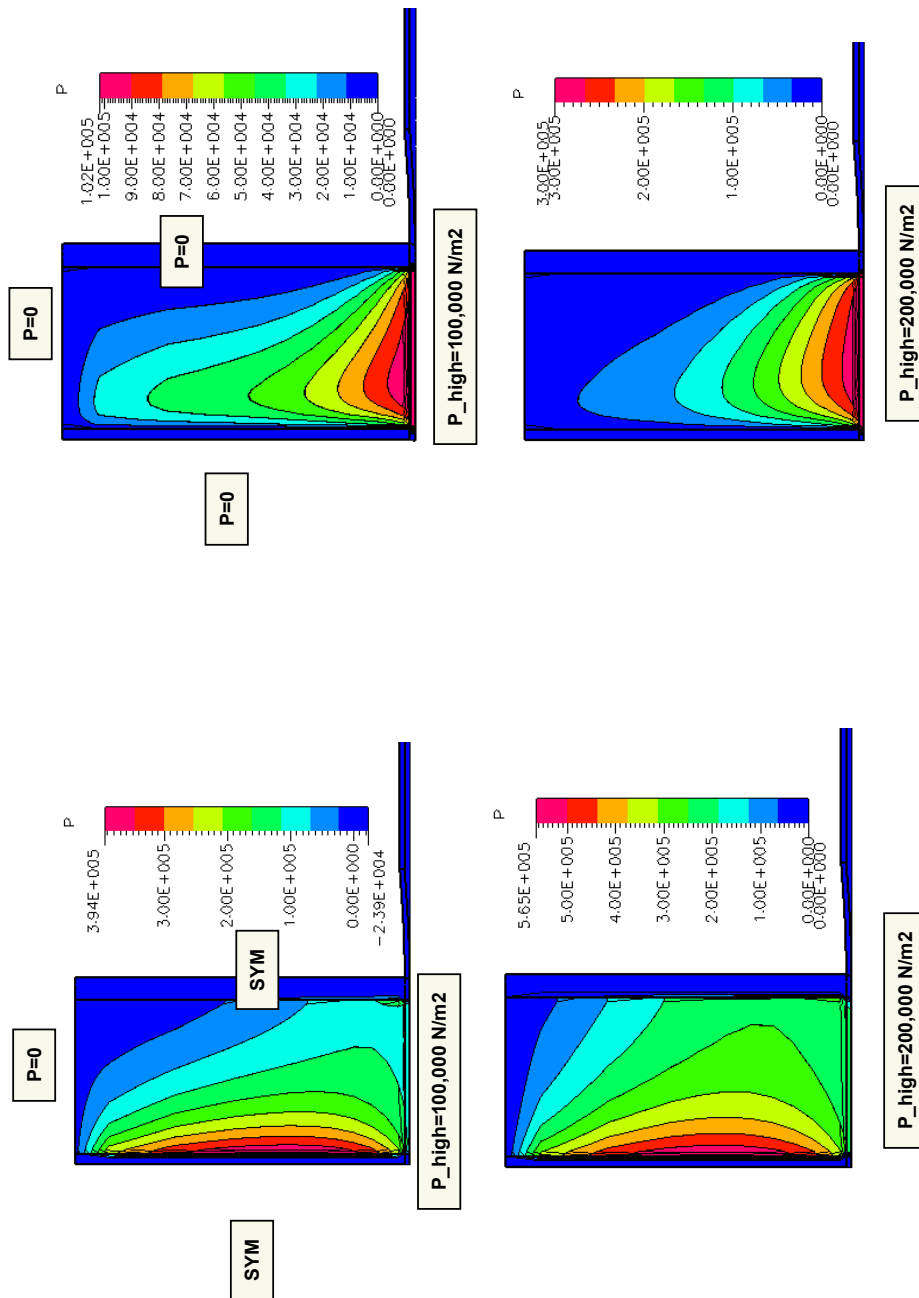 P=0
P
1.02E+005
1.00E+005
9.00E+004
8.00E+004
7.00E+004
6.00E+004
5.00E+004
4.00E+004
3.00E+004
2.00E+004
1.00E+004
0.00E+000
0.00E+000
P=0
P=0
P_high=100,000 N/m2
3.00E+005
3.00E+005
2.00E+005
1.00E+005
0.00E+000
0.00E+000
P_high=200,000 N/m2
P=0
P
3.94E+005
3.00E+005
2.00E+005
1.00E+005
0.00E+000
-2.39E+004
SYM
SYM
P_high=100,000 N/m2
5.65E+005
5.00E+005
4.00E+005
3.00E+005
2.00E+005
1.00E+005
0.00E+000
0.00E+000
P_high=200,000 N/m2